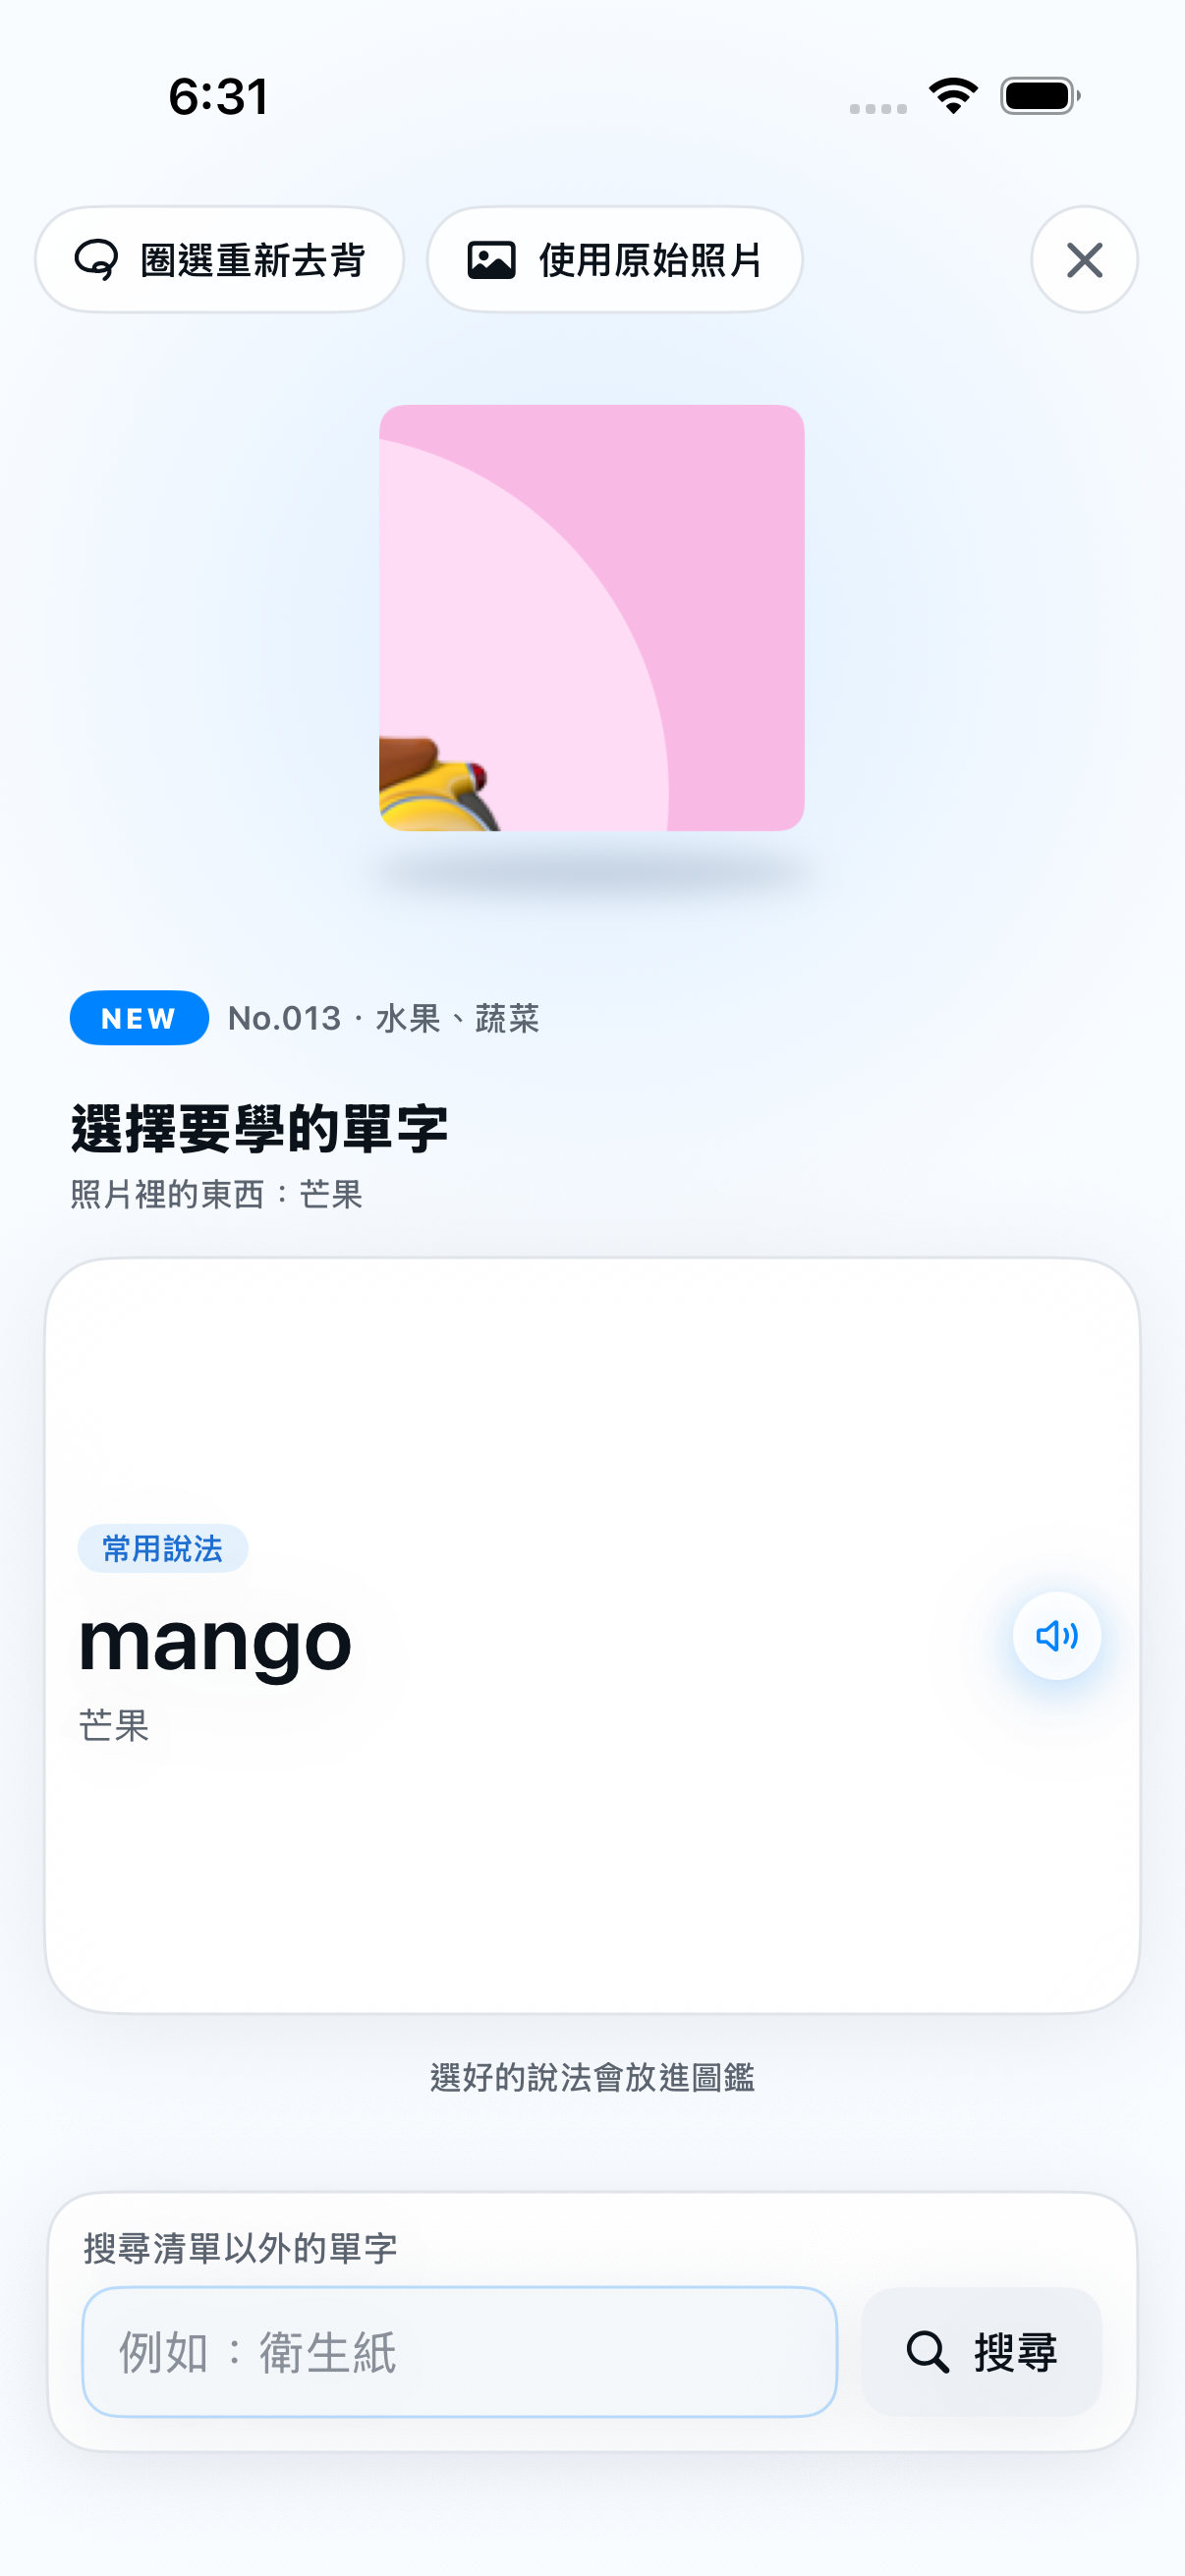 6:31
圈選重新去背
使用原始照片
NEW No.013 · 水果、蔬菜
選擇要學的單字
照片裡的東西：芒果
常用說法
mango
芒果
選好的說法會放進圖鑑
搜尋清單以外的單字
例如：衛生紙
搜尋